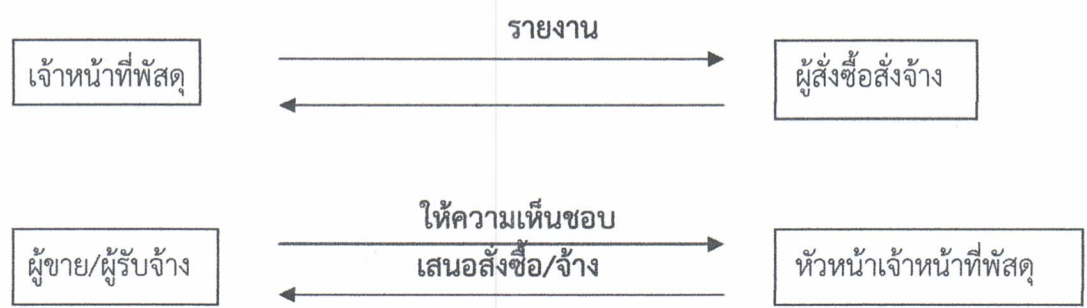 รายงาน
เจ้าหน้าที่พัสดุ
ผู้สั่งซื้อสั่งจ้าง
ให้ความเห็นชอบ
ผู้ขาย/ผู้รับจ้าง
เสนอสั่งซื้อ/จ้าง
หัวหน้าเจ้าหน้าที่พัสดุ